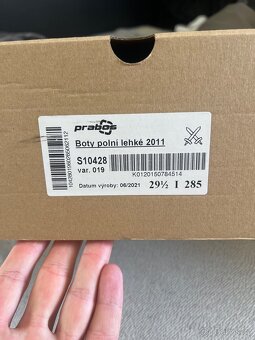 prabos
Boty polní lehké 2011
S10428
var. 019
K0120150784514
Datum výroby: 06/2021
29½ I 285